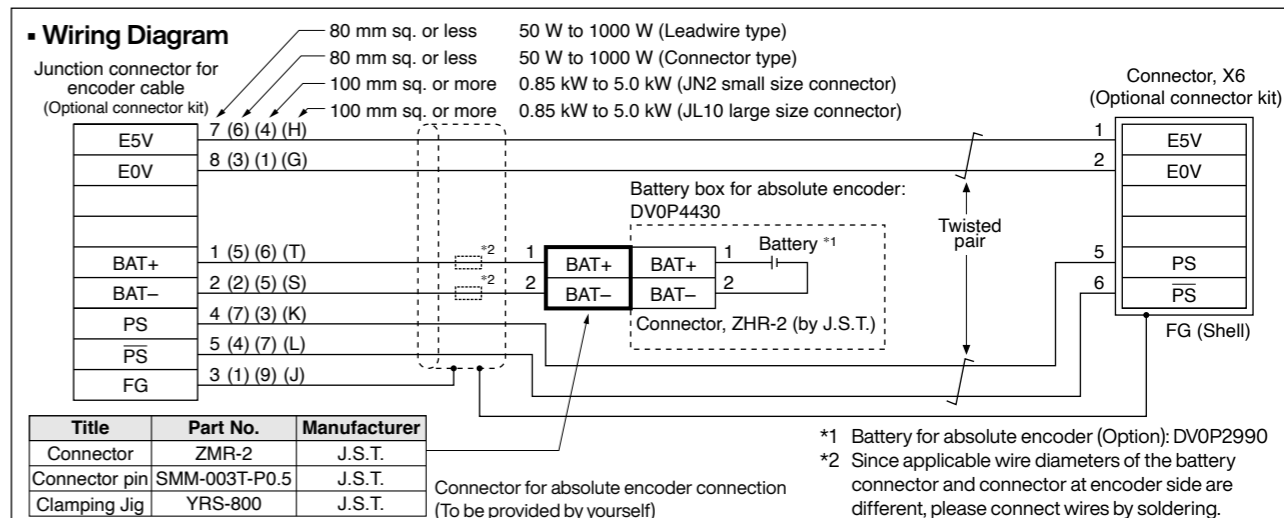 ▪ Wiring Diagram
80 mm sq. or less 50 W to 1000 W (Leadwire type)
80 mm sq. or less 50 W to 1000 W (Connector type)
100 mm sq. or more 0.85 kW to 5.0 kW (JN2 small size connector)
100 mm sq. or more 0.85 kW to 5.0 kW (JL10 large size connector)
Junction connector for
encoder cable
(Optional connector kit)
Connector, X6
(Optional connector kit)
E5V 7 (6) (4) (H) 1 E5V
E0V 8 (3) (1) (G) 2 E0V
Battery box for absolute encoder:
DV0P4430
Twisted
pair
BAT+ 1 (5) (6) (T) *2 1 BAT+ BAT+ 1 Battery *1 5 PS
BAT– 2 (2) (5) (S) *2 2 BAT– BAT– 2 6 PS
PS 4 (7) (3) (K) Connector, ZHR-2 (by J.S.T.)
FG (Shell)
PS 5 (4) (7) (L)
FG 3 (1) (9) (J)
Title Part No. Manufacturer
Connector ZMR-2 J.S.T.
Connector pin SMM-003T-P0.5 J.S.T.
Clamping Jig YRS-800 J.S.T.
Connector for absolute encoder connection
(To be provided by yourself)
*1 Battery for absolute encoder (Option): DV0P2990
*2 Since applicable wire diameters of the battery
connector and connector at encoder side are
different, please connect wires by soldering.